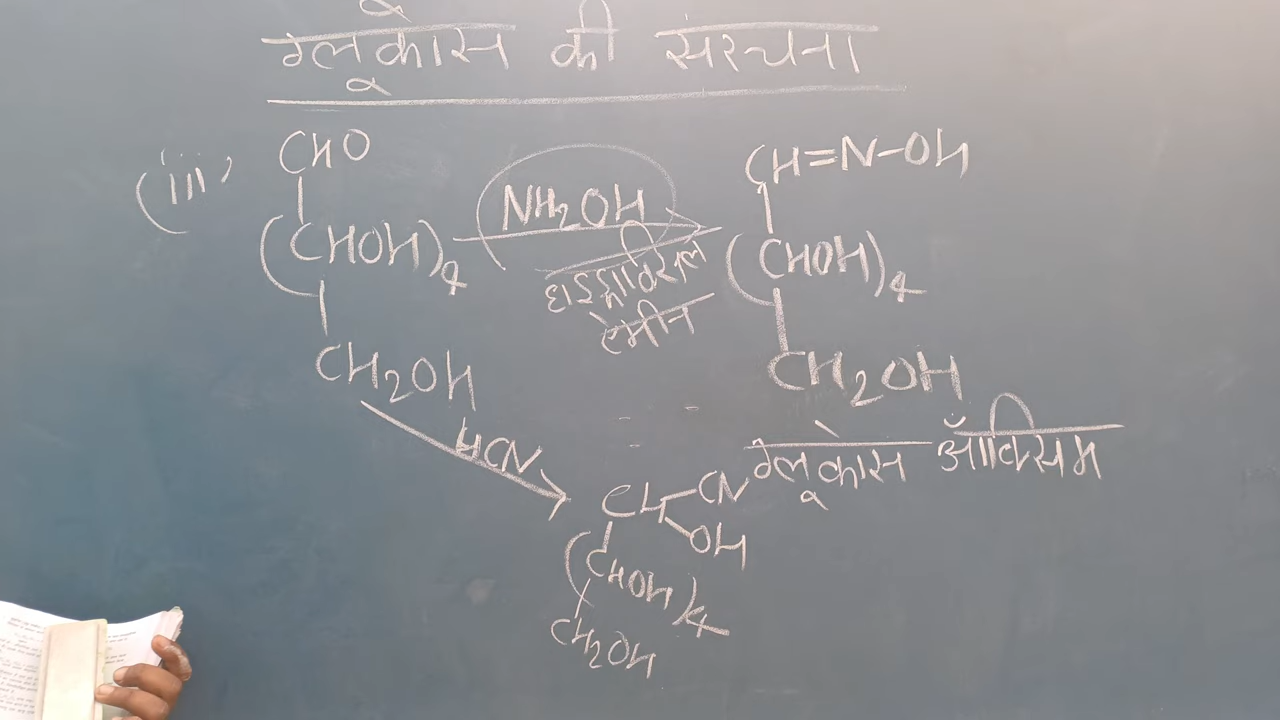 ग्लूकोस की संरचना
(iii)
CHO
(CHOH)4
CH2OH
NH2OH
हाइड्राक्सिल
ऐमीन
CH=N-OH
(CHOH)4
CH2OH
ग्लूकोस ऑक्सिम
HCN
CH CN
OH
(CHOH)4
CH2OH